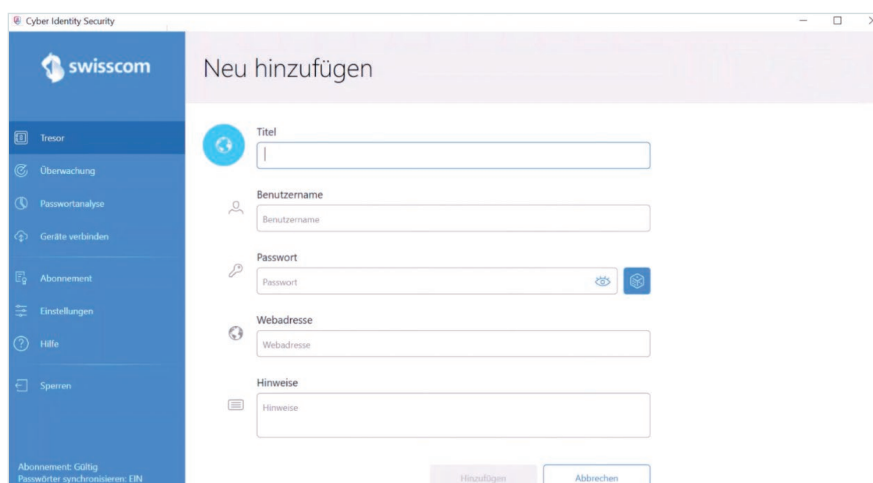 Cyber Identity Security
swisscom
Neu hinzufügen
Tresor
Überwachung
Passwortanalyse
Geräte verbinden
Abonnement
Einstellungen
Hilfe
Sperren
Abonnement: Gültig
Passwörter synchronisieren: EIN
Titel
Benutzername
Benutzername
Passwort
Passwort
Webadresse
Webadresse
Hinweise
Hinweise
Hinzufügen
Abbrechen